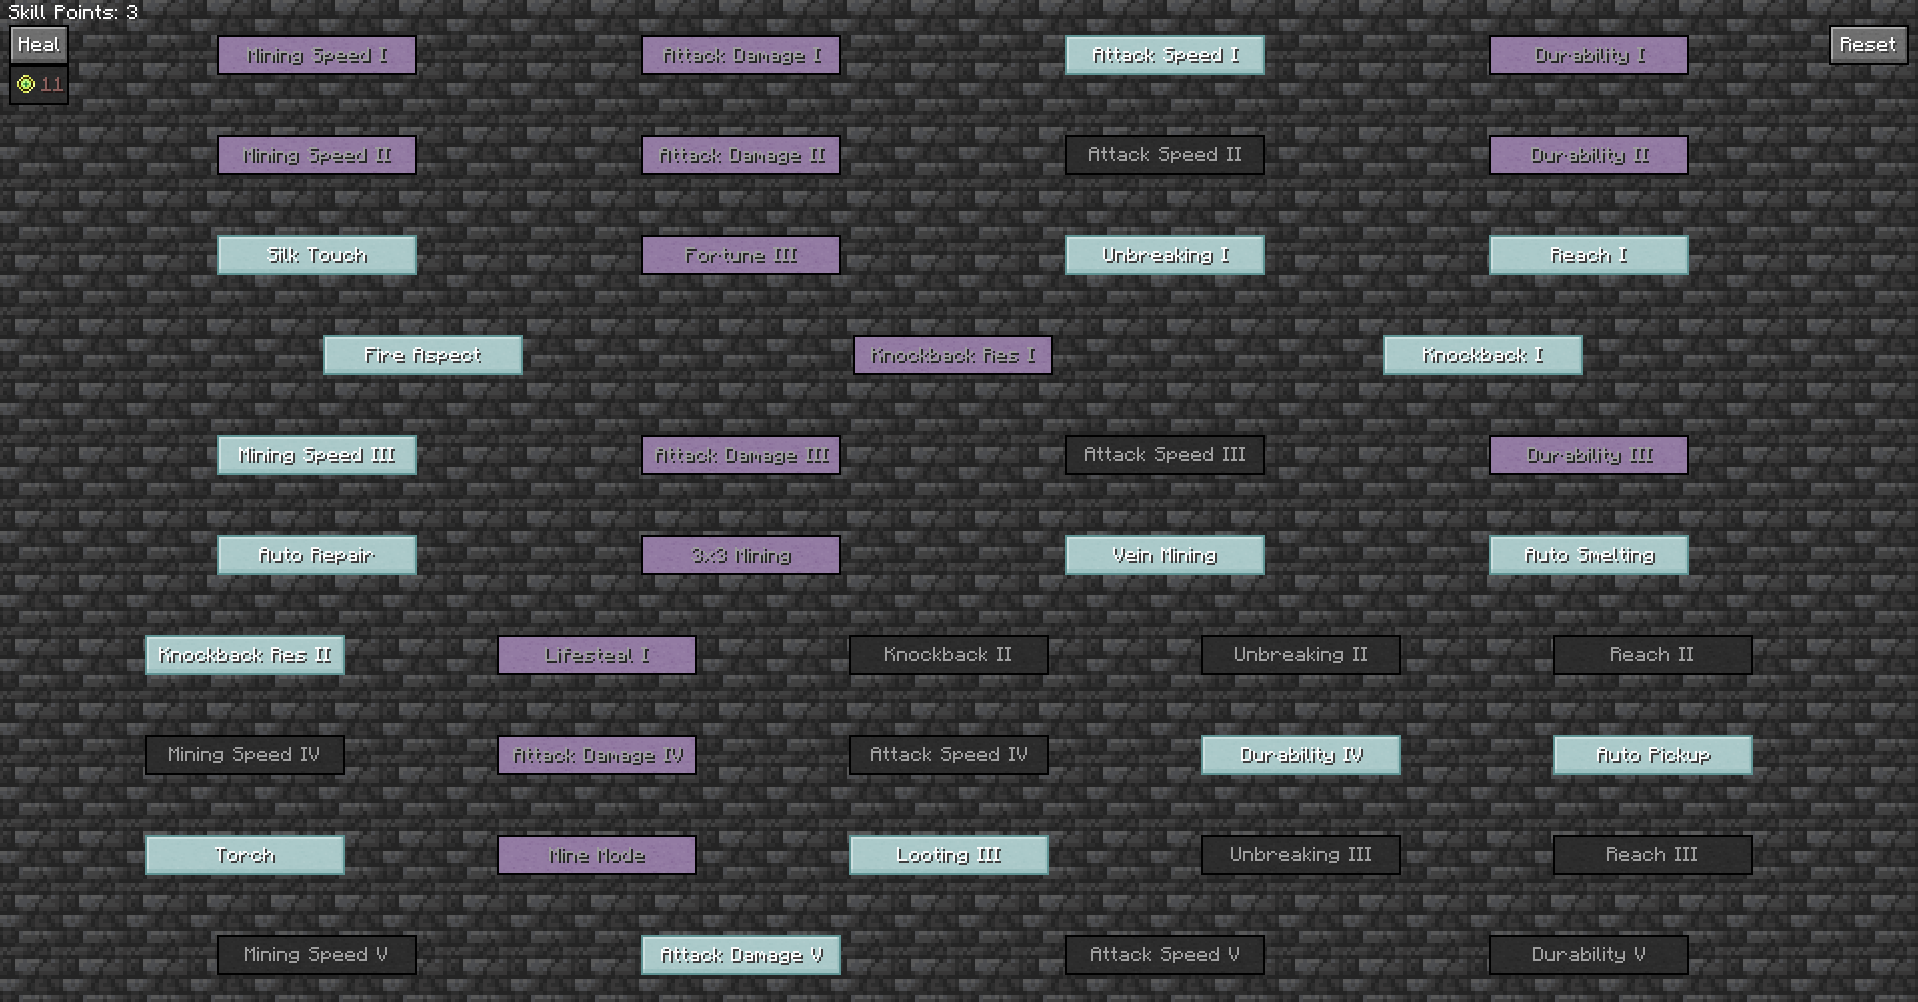 Skill Points: 3
Heal
Reset
11
Mining Speed I
Attack Damage I
Attack Speed I
Durability I
Mining Speed II
Attack Damage II
Attack Speed II
Durability II
Silk Touch
Fortune III
Unbreaking I
Reach I
Fire Aspect
Knockback Res I
Knockback I
Mining Speed III
Attack Damage III
Attack Speed III
Durability III
Auto Repair
3x3 Mining
Vein Mining
Auto Smelting
Knockback Res II
Lifesteal I
Knockback II
Unbreaking II
Reach II
Mining Speed IV
Attack Damage IV
Attack Speed IV
Durability IV
Auto Pickup
Torch
Mine Mode
Looting III
Unbreaking III
Reach III
Mining Speed V
Attack Damage V
Attack Speed V
Durability V